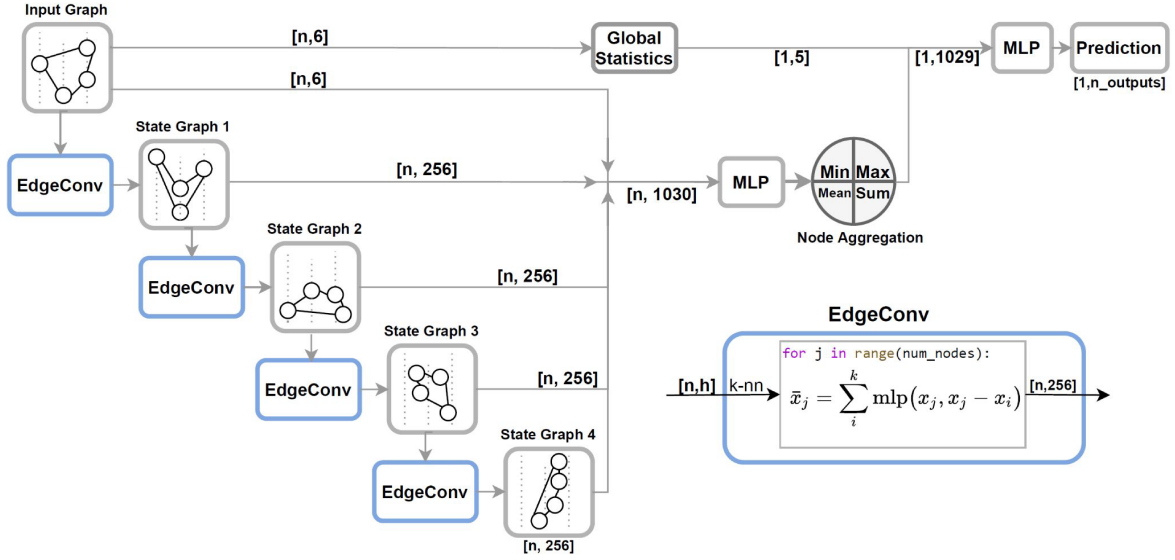 Input Graph
[n,6]
Global
Statistics
[1,5]
[1,1029]
MLP
Prediction
[1,n_outputs]
[n,6]
State Graph 1
EdgeConv
[n, 256]
[n, 1030]
MLP
Min Max
Mean Sum
Node Aggregation
State Graph 2
EdgeConv
[n, 256]
State Graph 3
EdgeConv
[n, 256]
State Graph 4
EdgeConv
[n, 256]
EdgeConv
for j in range(num_nodes):
[n,h] k-nn
x̄_j = ∑_i^k mlp(x_j, x_j − x_i)
[n,256]